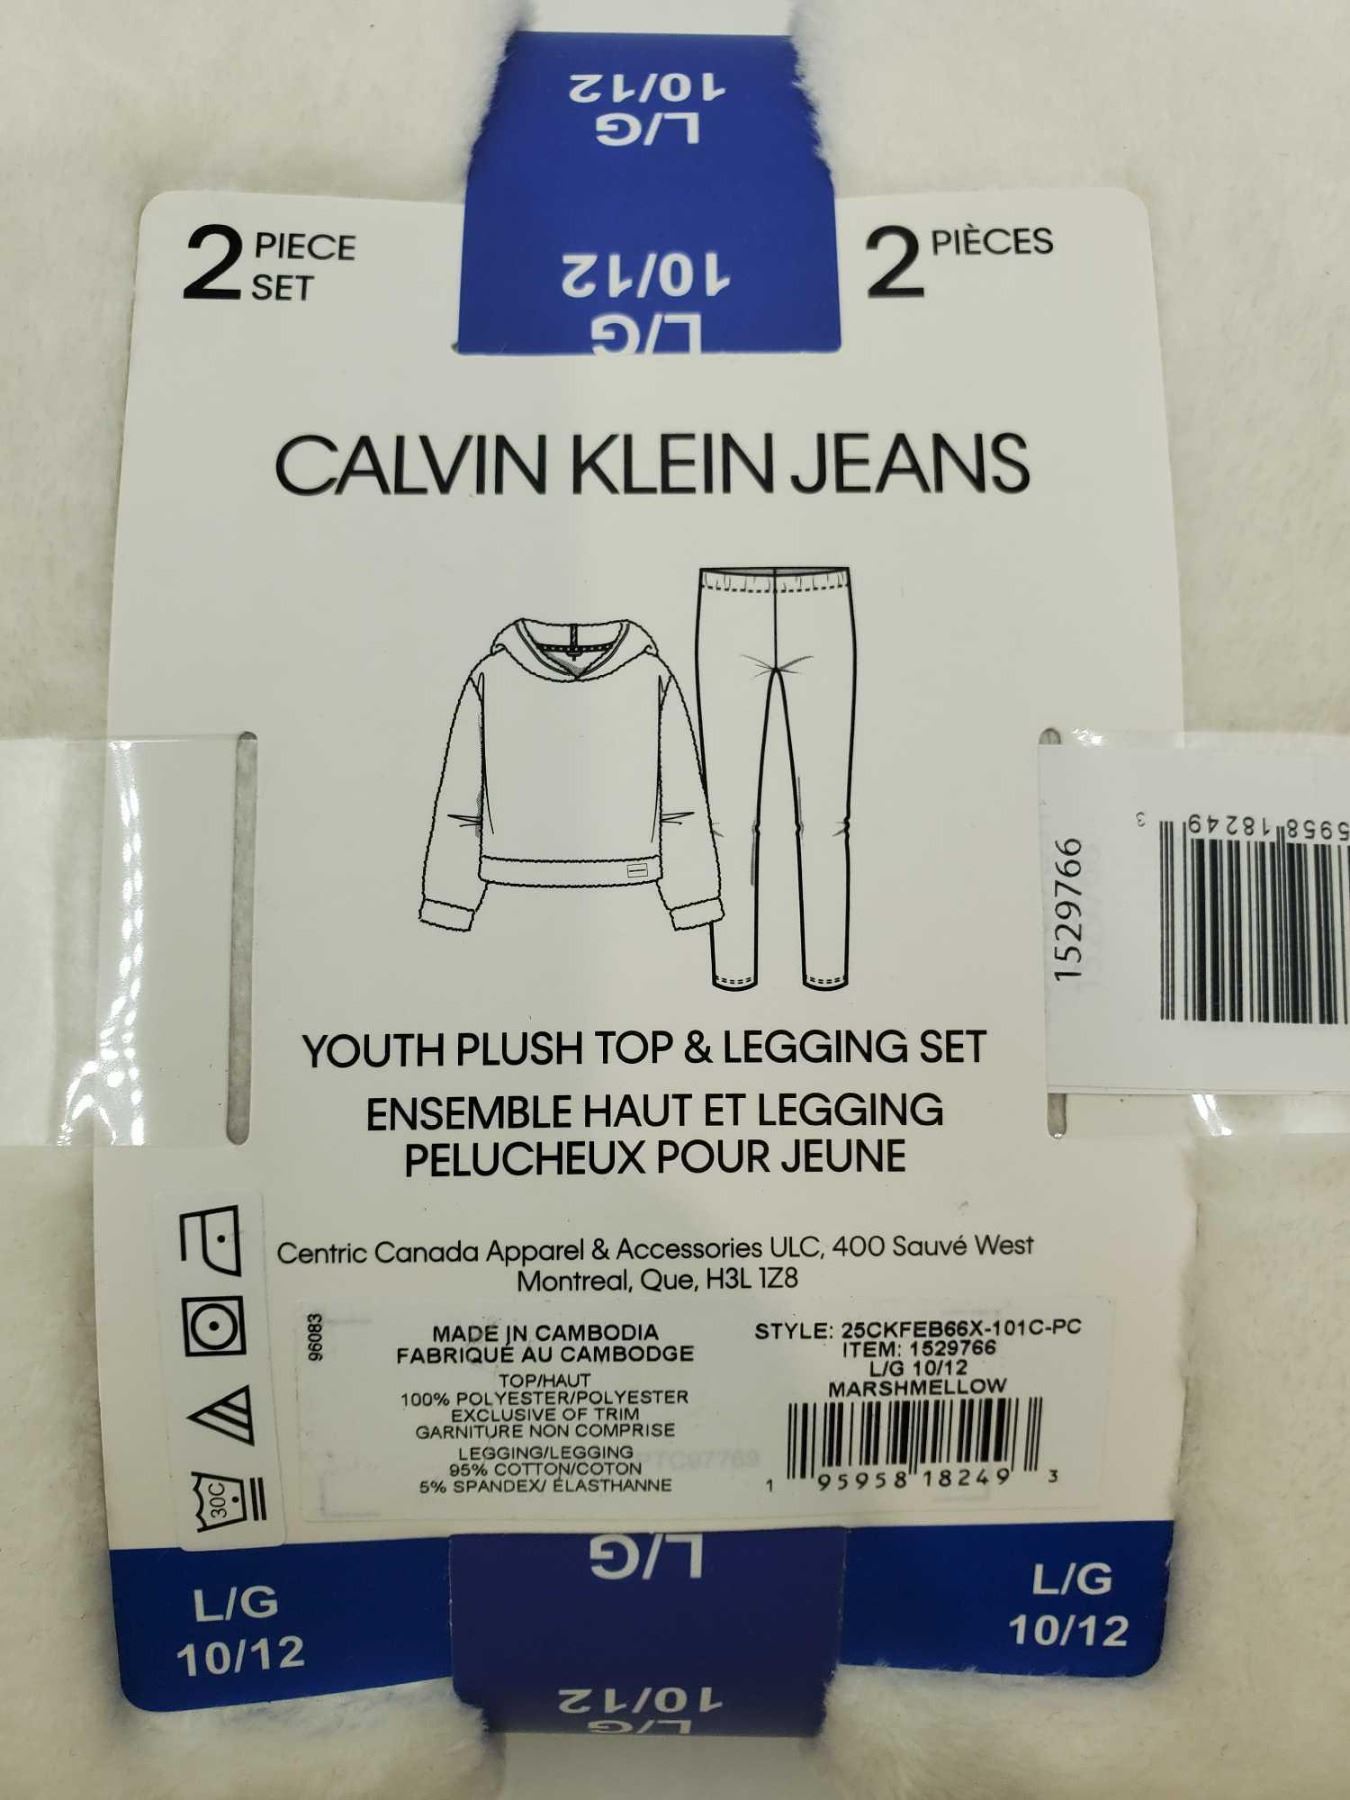 L/G
10/12
L/G
10/12
2 PIECE
SET
2 PIÈCES
CALVIN KLEIN JEANS
1529766
95958 18249 3
YOUTH PLUSH TOP & LEGGING SET
ENSEMBLE HAUT ET LEGGING
PELUCHEUX POUR JEUNE
Centric Canada Apparel & Accessories ULC, 400 Sauvé West
Montreal, Que, H3L 1Z8
96083
MADE IN CAMBODIA
FABRIQUÉ AU CAMBODGE
TOP/HAUT
100% POLYESTER/POLYESTER
EXCLUSIVE OF TRIM
GARNITURE NON COMPRISE
LEGGING/LEGGING
95% COTTON/COTON
5% SPANDEX/ ÉLASTHANNE
STYLE: 25CKFEB66X-101C-PC
ITEM: 1529766
L/G 10/12
MARSHMELLOW
1 95958 18249 3
30C
L/G
10/12
L/G
L/G
10/12
L/G
10/12